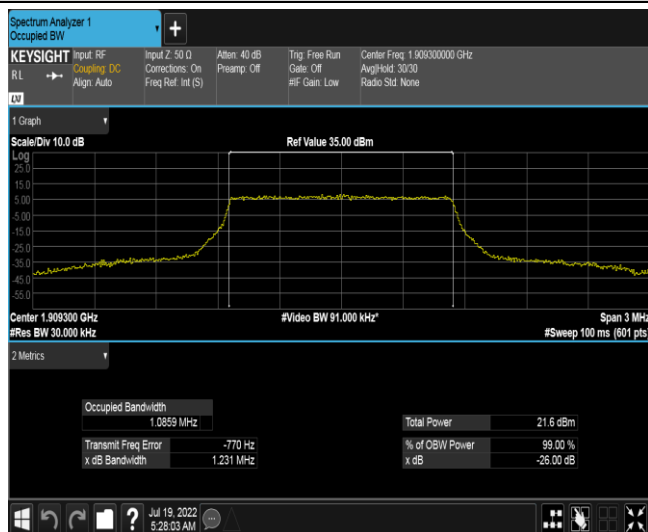 Spectrum Analyzer 1
Occupied BW
+
KEYSIGHT
RL
LXI
Input: RF
Coupling: DC
Align: Auto
Input Z: 50 Ω
Corrections: On
Freq Ref: Int (S)
Atten: 40 dB
Preamp: Off
Trig: Free Run
Gate: Off
#IF Gain: Low
Center Freq: 1.909300000 GHz
Avg|Hold: 30/30
Radio Std: None
1 Graph
Scale/Div 10.0 dB
Ref Value 35.00 dBm
Log
25.0
15.0
5.00
-5.00
-15.0
-25.0
-35.0
-45.0
-55.0
Center 1.909300 GHz
#Video BW 91.000 kHz*
Span 3 MHz
#Res BW 30.000 kHz
#Sweep 100 ms (601 pts)
2 Metrics
Occupied Bandwidth
1.0859 MHz
Total Power 21.6 dBm
Transmit Freq Error -770 Hz
% of OBW Power 99.00 %
x dB Bandwidth 1.231 MHz
x dB -26.00 dB
?
Jul 19, 2022
5:28:03 AM